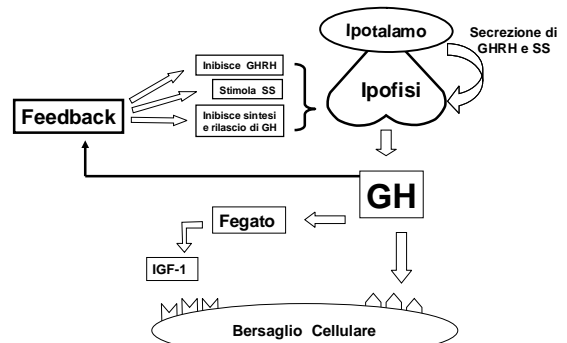 Ipotalamo
Secrezione di
GHRH e SS
Inibisce GHRH
Stimola SS
Ipofisi
Feedback
Inibisce sintesi
e rilascio di GH
GH
Fegato
IGF-1
Bersaglio Cellulare